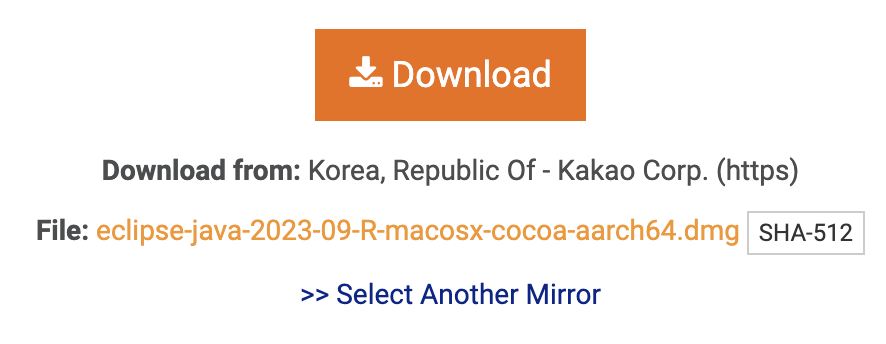 Download
Download from: Korea, Republic Of - Kakao Corp. (https)
File: eclipse-java-2023-09-R-macosx-cocoa-aarch64.dmg SHA-512
>> Select Another Mirror